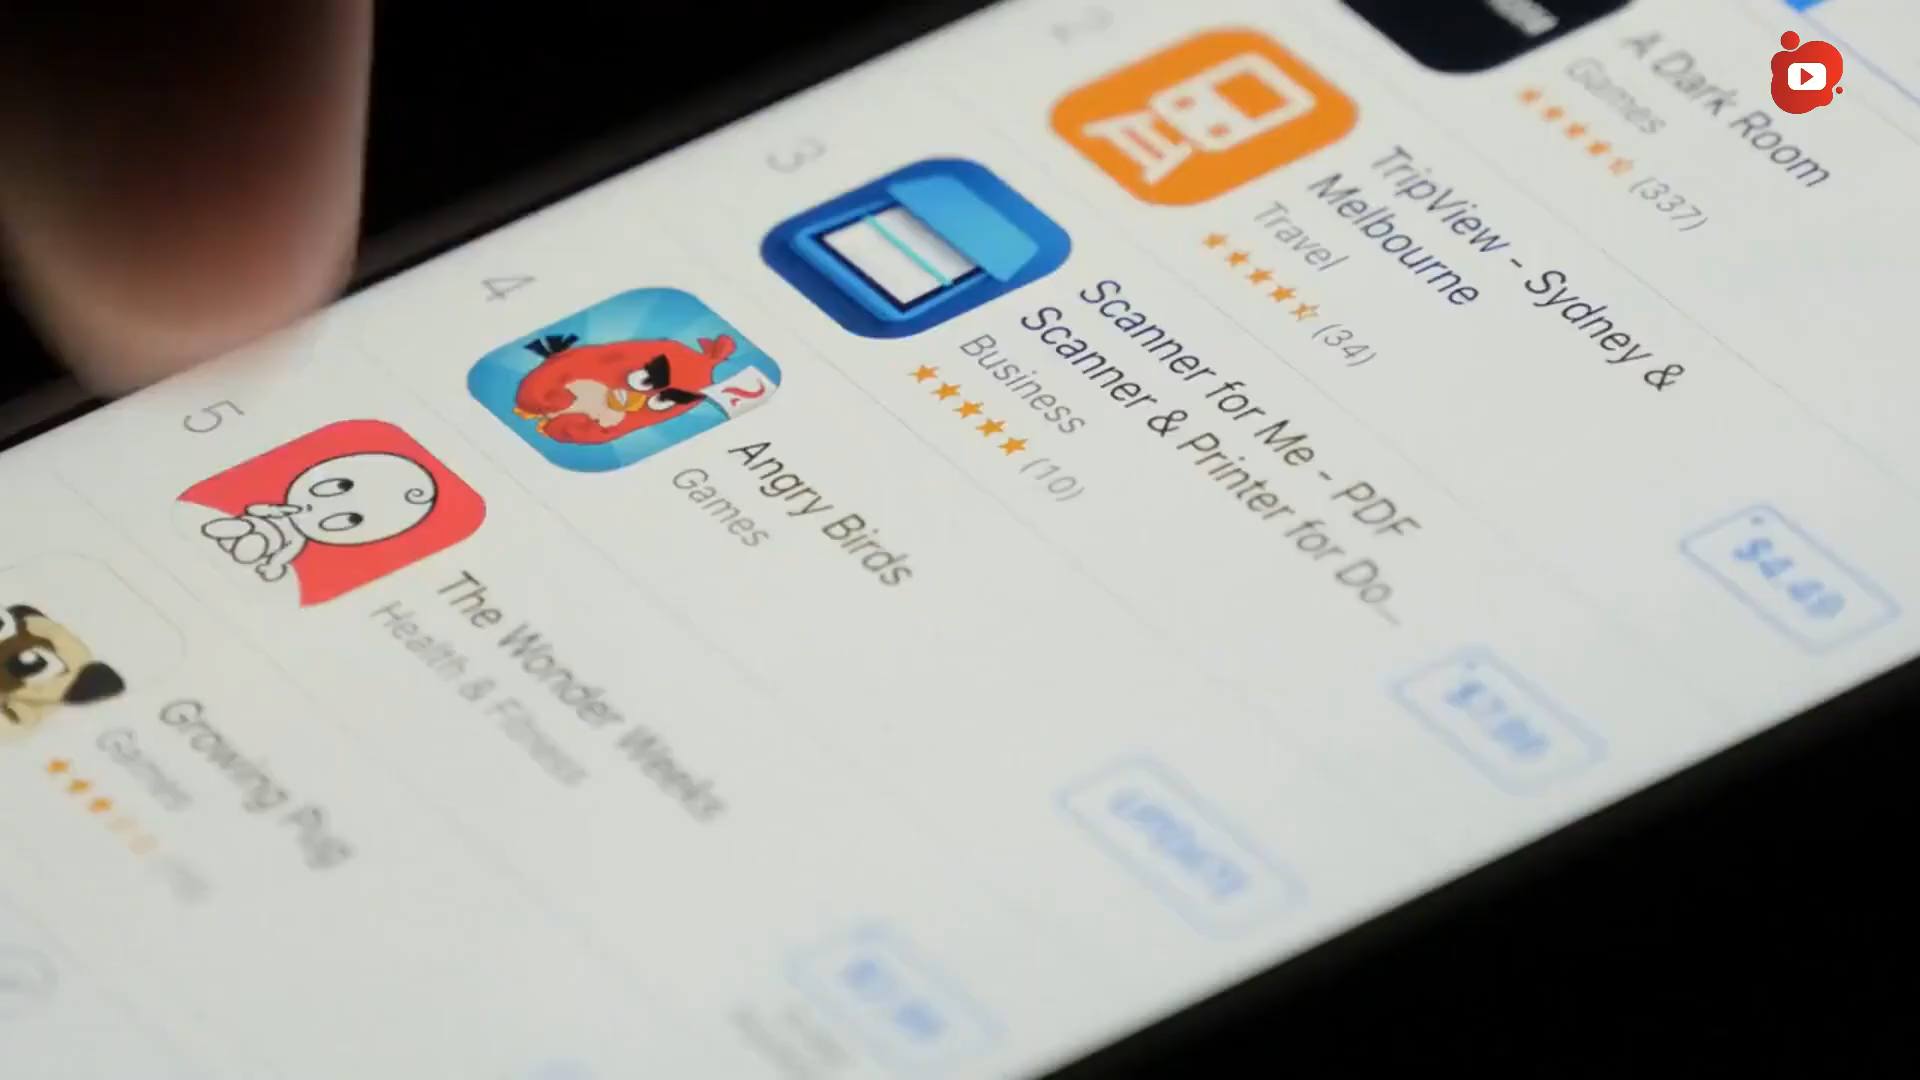 A Dark Room
Games
(337)
2
TripView - Sydney &
Melbourne
Travel
(34)
$4.49
3
Scanner for Me - PDF
Scanner & Printer for Do...
Business
(10)
4
Angry Birds
Games
UPDATE
5
The Wonder Weeks
Health & Fitness
Growing Pug
Games